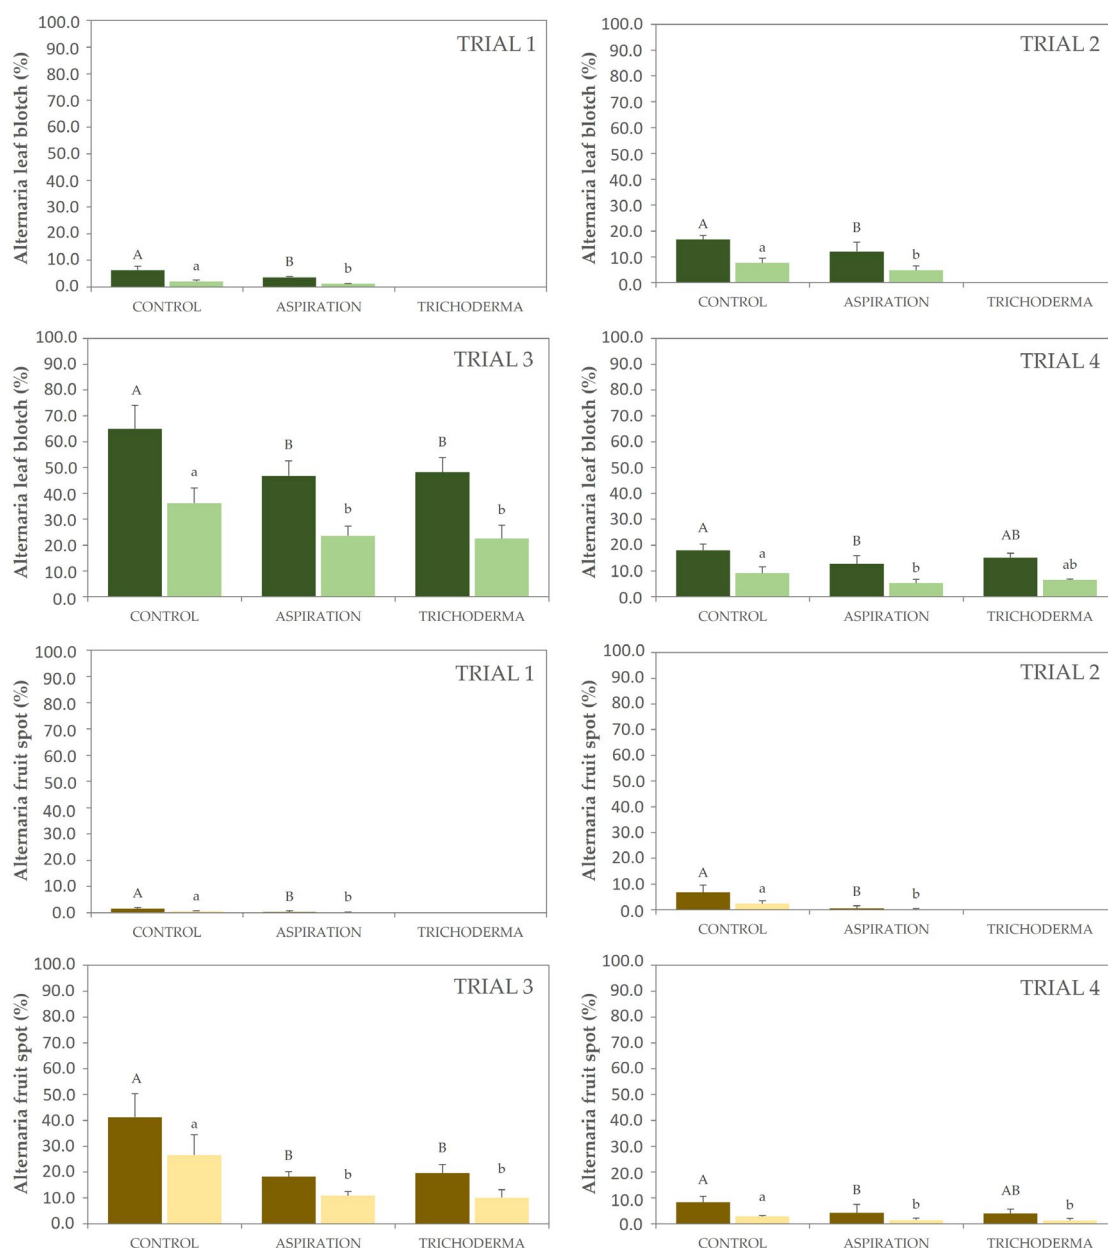 TRIAL 1
Alternaria leaf blotch (%)
100.0
90.0
80.0
70.0
60.0
50.0
40.0
30.0
20.0
10.0
0.0
A
a
B
b
CONTROL ASPIRATION TRICHODERMA
TRIAL 2
Alternaria leaf blotch (%)
100.0
90.0
80.0
70.0
60.0
50.0
40.0
30.0
20.0
10.0
0.0
A
a
B
b
CONTROL ASPIRATION TRICHODERMA
TRIAL 3
Alternaria leaf blotch (%)
100.0
90.0
80.0
70.0
60.0
50.0
40.0
30.0
20.0
10.0
0.0
A
a
B
b
B
b
CONTROL ASPIRATION TRICHODERMA
TRIAL 4
Alternaria leaf blotch (%)
100.0
90.0
80.0
70.0
60.0
50.0
40.0
30.0
20.0
10.0
0.0
A
a
B
b
AB
ab
CONTROL ASPIRATION TRICHODERMA
TRIAL 1
Alternaria fruit spot (%)
100.0
90.0
80.0
70.0
60.0
50.0
40.0
30.0
20.0
10.0
0.0
A
a
B
b
CONTROL ASPIRATION TRICHODERMA
TRIAL 2
Alternaria fruit spot (%)
100.0
90.0
80.0
70.0
60.0
50.0
40.0
30.0
20.0
10.0
0.0
A
a
B
b
CONTROL ASPIRATION TRICHODERMA
TRIAL 3
Alternaria fruit spot (%)
100.0
90.0
80.0
70.0
60.0
50.0
40.0
30.0
20.0
10.0
0.0
A
a
B
b
B
b
CONTROL ASPIRATION TRICHODERMA
TRIAL 4
Alternaria fruit spot (%)
100.0
90.0
80.0
70.0
60.0
50.0
40.0
30.0
20.0
10.0
0.0
A
a
B
b
AB
b
CONTROL ASPIRATION TRICHODERMA